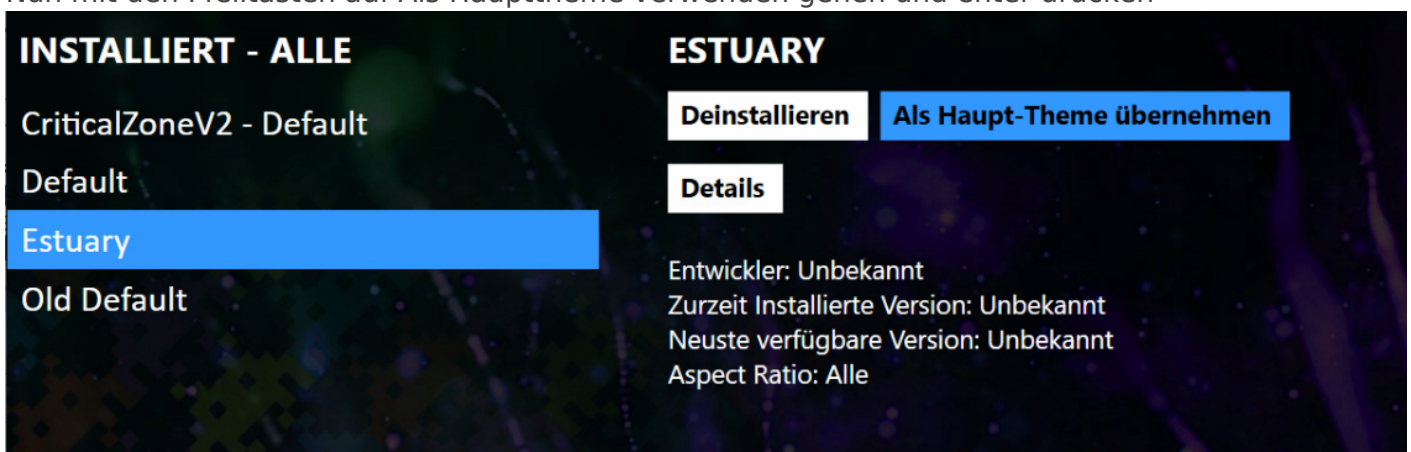 INSTALLIERT - ALLE
CriticalZoneV2 - Default
Default
Estuary
Old Default
ESTUARY
Deinstallieren
Als Haupt-Theme übernehmen
Details
Entwickler: Unbekannt
Zurzeit Installierte Version: Unbekannt
Neuste verfügbare Version: Unbekannt
Aspect Ratio: Alle